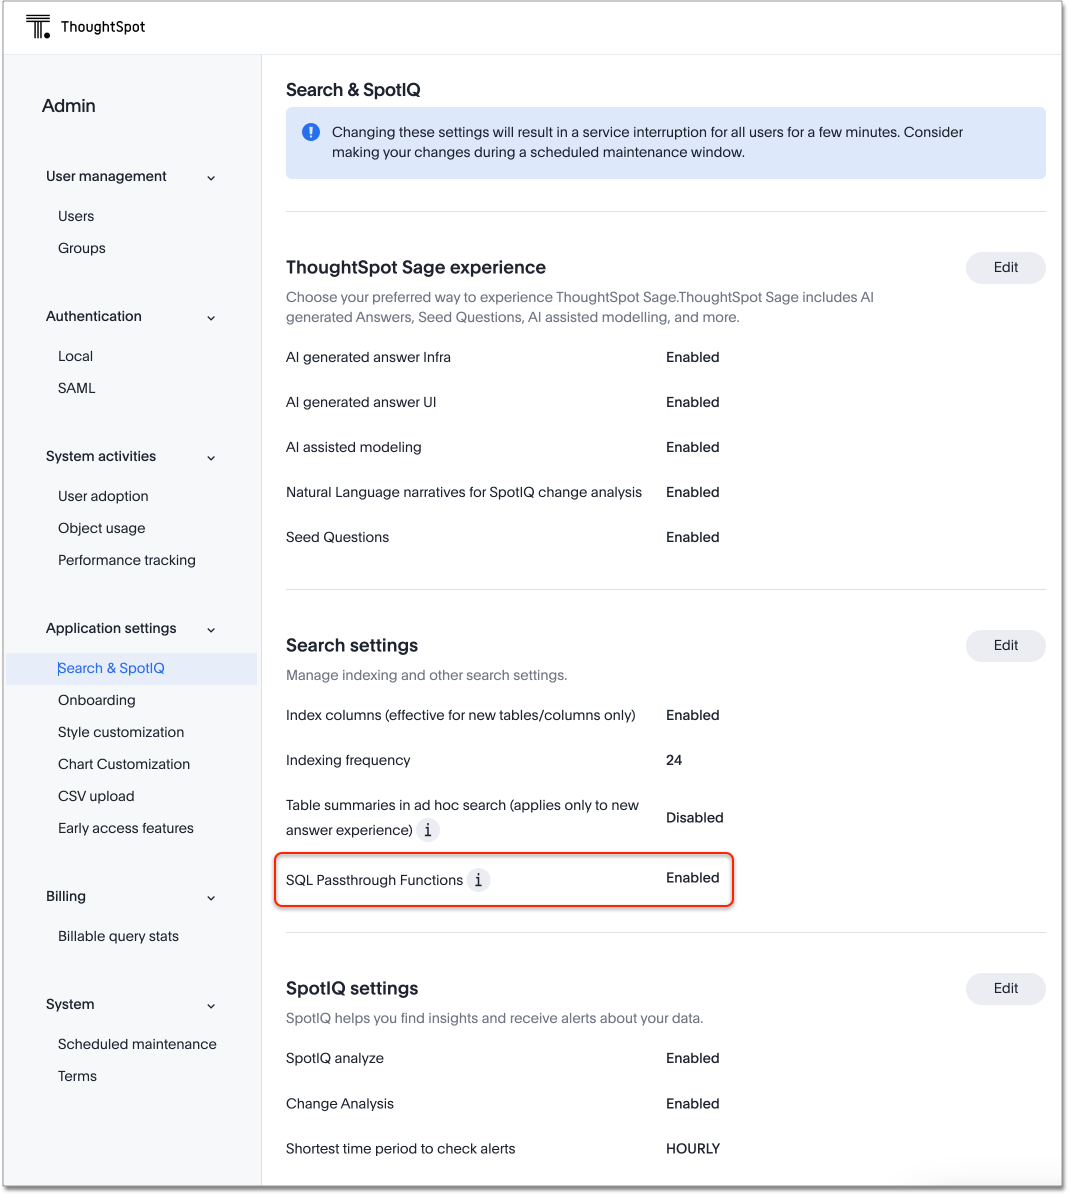 ThoughtSpot
Admin
User management
Users
Groups
Authentication
Local
SAML
System activities
User adoption
Object usage
Performance tracking
Application settings
Search & SpotIQ
Onboarding
Style customization
Chart Customization
CSV upload
Early access features
Billing
Billable query stats
System
Scheduled maintenance
Terms
Search & SpotIQ
Changing these settings will result in a service interruption for all users for a few minutes. Consider
making your changes during a scheduled maintenance window.
ThoughtSpot Sage experience
Edit
Choose your preferred way to experience ThoughtSpot Sage.ThoughtSpot Sage includes AI
generated Answers, Seed Questions, AI assisted modelling, and more.
AI generated answer Infra Enabled
AI generated answer UI Enabled
AI assisted modeling Enabled
Natural Language narratives for SpotIQ change analysis Enabled
Seed Questions Enabled
Search settings
Edit
Manage indexing and other search settings.
Index columns (effective for new tables/columns only) Enabled
Indexing frequency 24
Table summaries in ad hoc search (applies only to new
answer experience) i
Disabled
SQL Passthrough Functions i Enabled
SpotIQ settings
Edit
SpotIQ helps you find insights and receive alerts about your data.
SpotIQ analyze Enabled
Change Analysis Enabled
Shortest time period to check alerts HOURLY